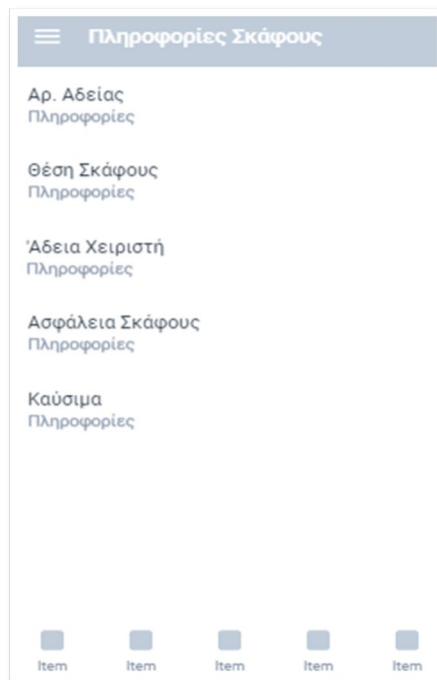 Πληροφορίες Σκάφους
Αρ. Αδείας
Πληροφορίες
Θέση Σκάφους
Πληροφορίες
'Αδεια Χειριστή
Πληροφορίες
Ασφάλεια Σκάφους
Πληροφορίες
Καύσιμα
Πληροφορίες
Item Item Item Item Item